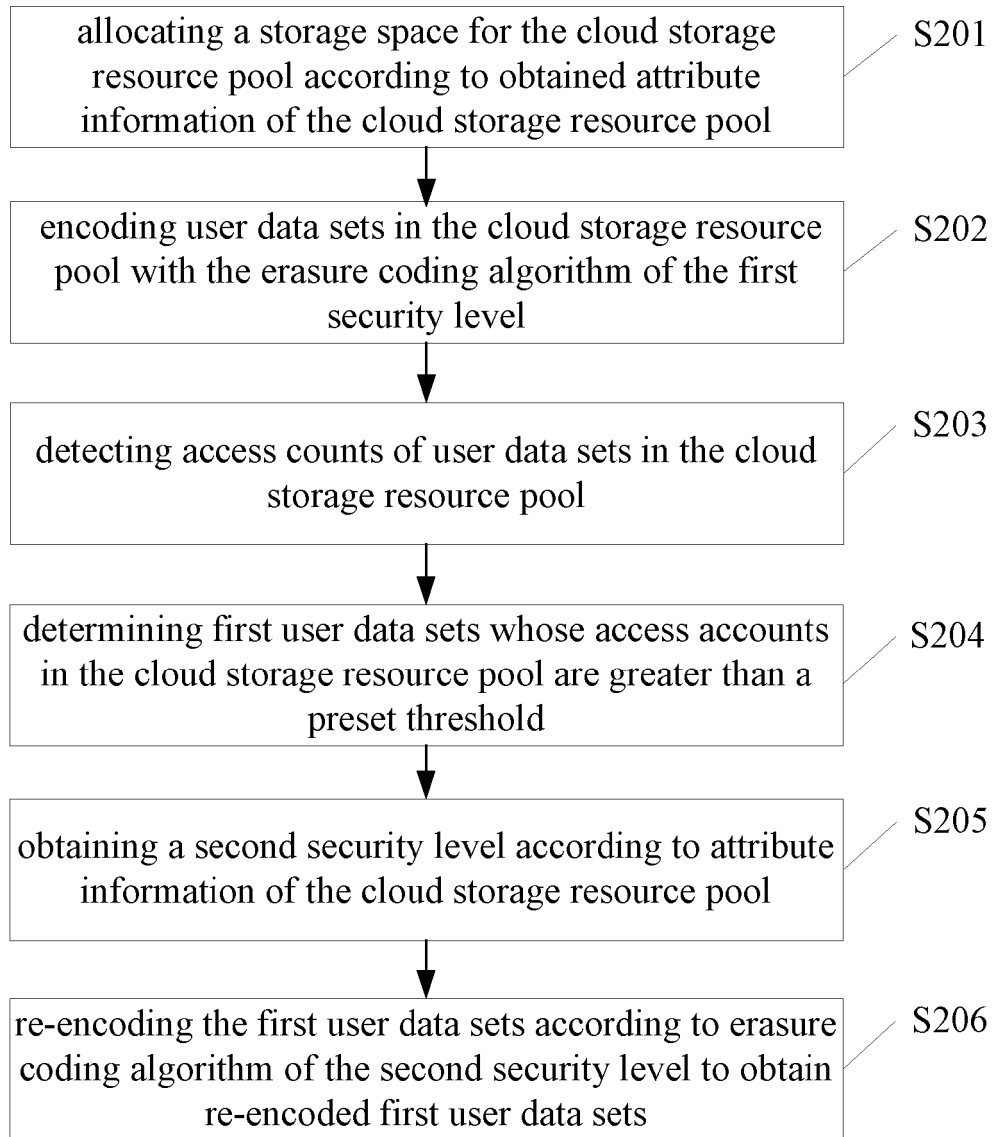 allocating a storage space for the cloud storage
resource pool according to obtained attribute
information of the cloud storage resource pool
S201
encoding user data sets in the cloud storage resource
pool with the erasure coding algorithm of the first
security level
S202
detecting access counts of user data sets in the cloud
storage resource pool
S203
determining first user data sets whose access accounts
in the cloud storage resource pool are greater than a
preset threshold
S204
obtaining a second security level according to attribute
information of the cloud storage resource pool
S205
re-encoding the first user data sets according to erasure
coding algorithm of the second security level to obtain
re-encoded first user data sets
S206